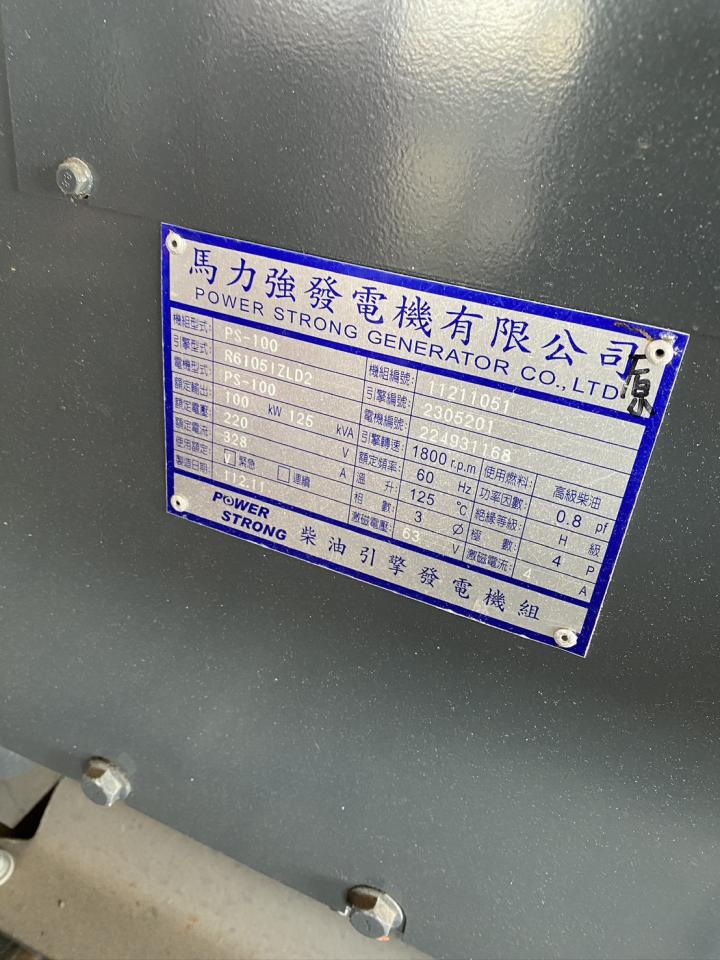 馬力強發電機有限公司
POWER STRONG GENERATOR CO., LTD
機組型式: PS-100 機組編號: 11211051
引擎型式: R6105IZLD2 引擎編號: 2305201
電機型式: PS-100 電機編號: 224931168
額定輸出: 100 kW 125 kVA 引擎轉速: 1800 r.p.m 使用燃料: 高級柴油
額定電壓: 220 V 額定頻率: 60 Hz 功率因數: 0.8 pf
額定電流: 328 A 溫升: 125 ℃ 絕緣等級: H 級
使用額定: V 緊急 連續 相數: 3 Ø 極數: 4 P
製造日期: 112.11 激磁電壓: 63 V 激磁電流: 4 A
POWER STRONG 柴油引擎發電機組